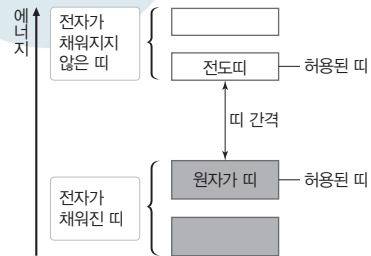 에너지
전자가
채워지지
않은 띠
전도띠
허용된 띠
띠 간격
원자가 띠
허용된 띠
전자가
채워진 띠